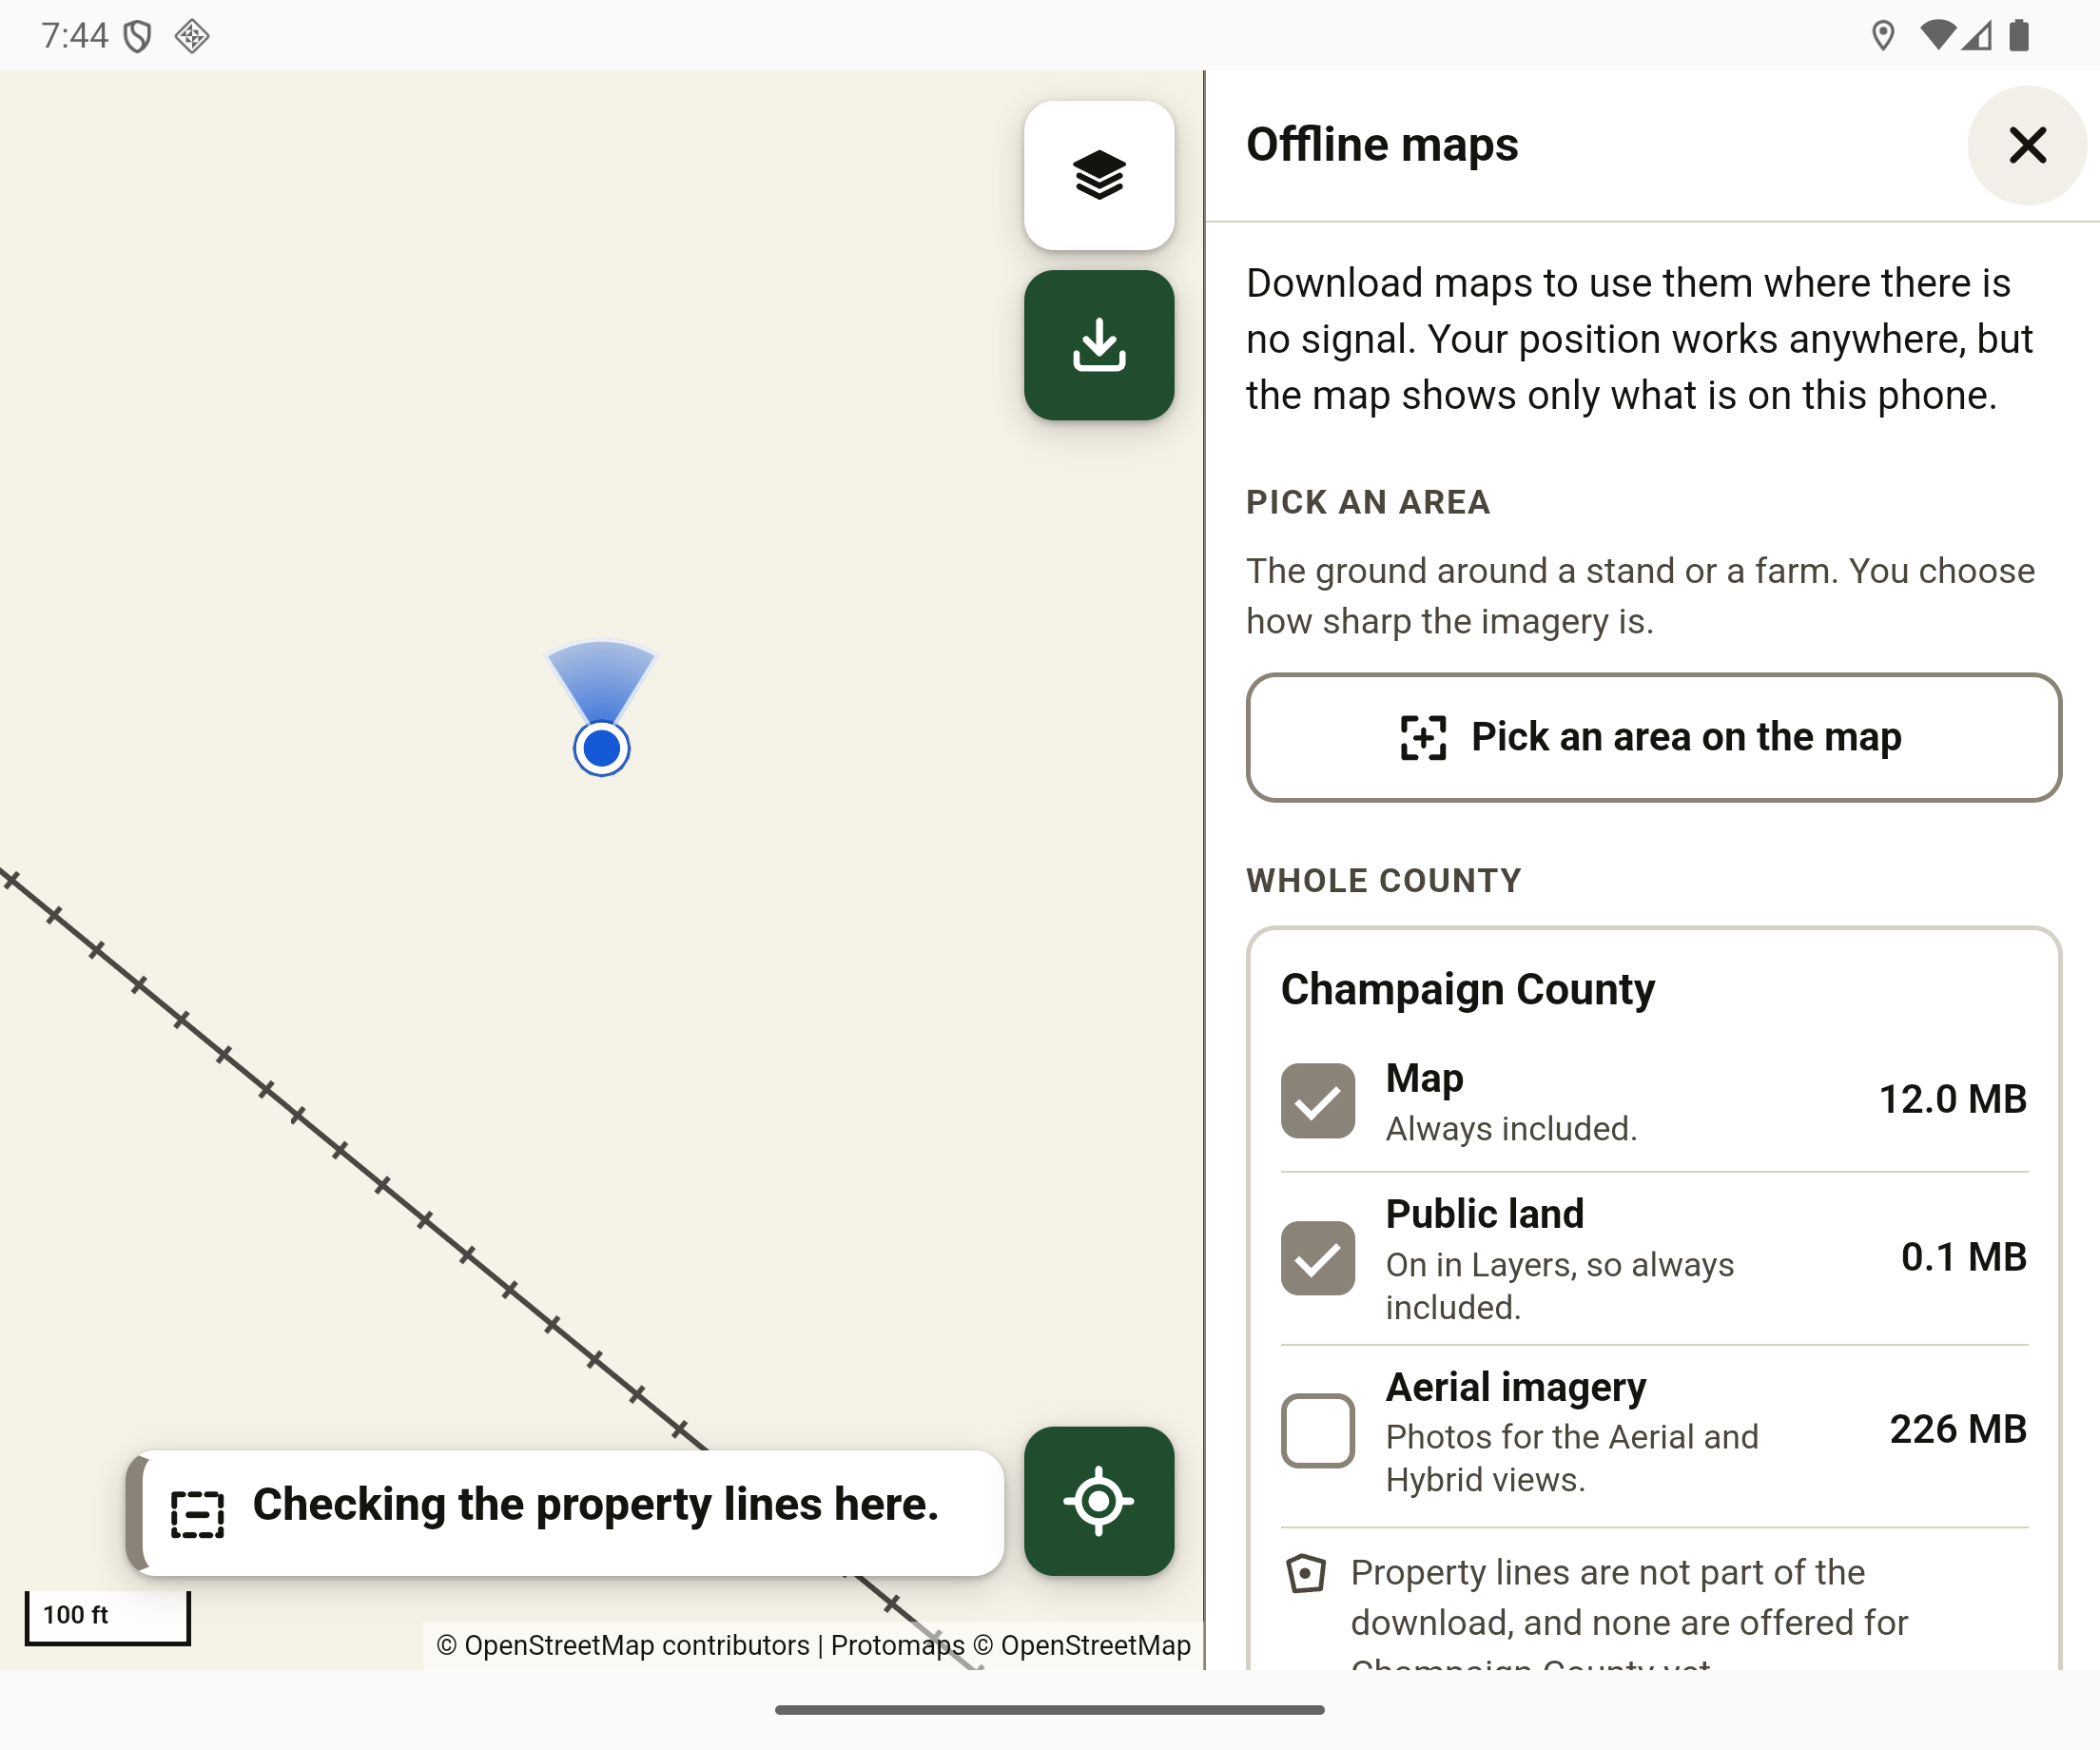 7:44
Offline maps
Download maps to use them where there is
no signal. Your position works anywhere, but
the map shows only what is on this phone.
PICK AN AREA
The ground around a stand or a farm. You choose
how sharp the imagery is.
Pick an area on the map
WHOLE COUNTY
Champaign County
Map
Always included.
12.0 MB
Public land
On in Layers, so always
included.
0.1 MB
Aerial imagery
Photos for the Aerial and
Hybrid views.
226 MB
Property lines are not part of the
download, and none are offered for
Champaign County yet
Checking the property lines here.
100 ft
© OpenStreetMap contributors | Protomaps © OpenStreetMap